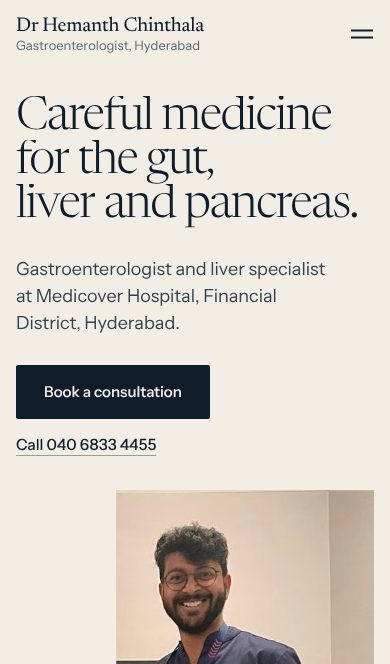 Dr Hemanth Chinthala
Gastroenterologist, Hyderabad
Careful medicine
for the gut,
liver and pancreas.
Gastroenterologist and liver specialist
at Medicover Hospital, Financial
District, Hyderabad.
Book a consultation
Call 040 6833 4455